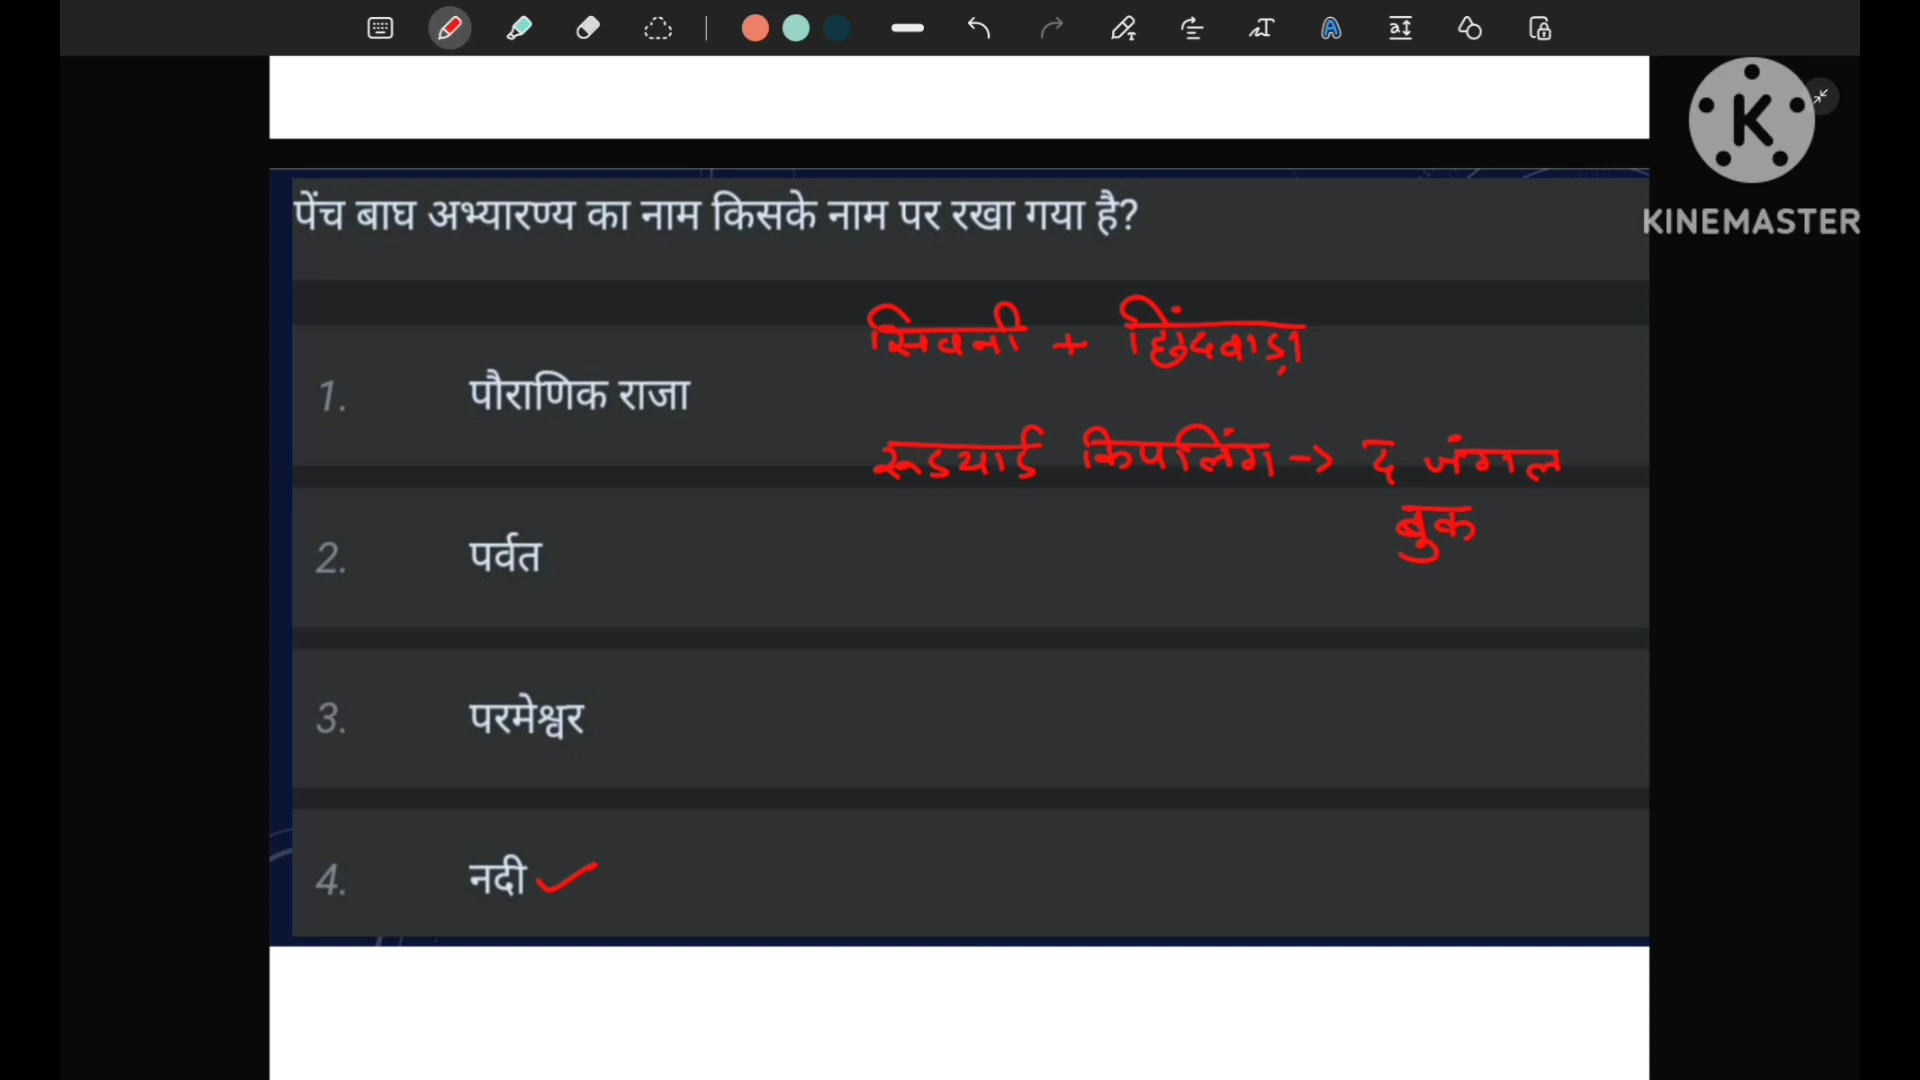 K
KINEMASTER
पेंच बाघ अभ्यारण्य का नाम किसके नाम पर रखा गया है?
सिवनी + छिंदवाड़ा
1. पौराणिक राजा
रूडयार्ड किपलिंग -> द जंगल
बुक
2. पर्वत
3. परमेश्वर
4. नदी ✓